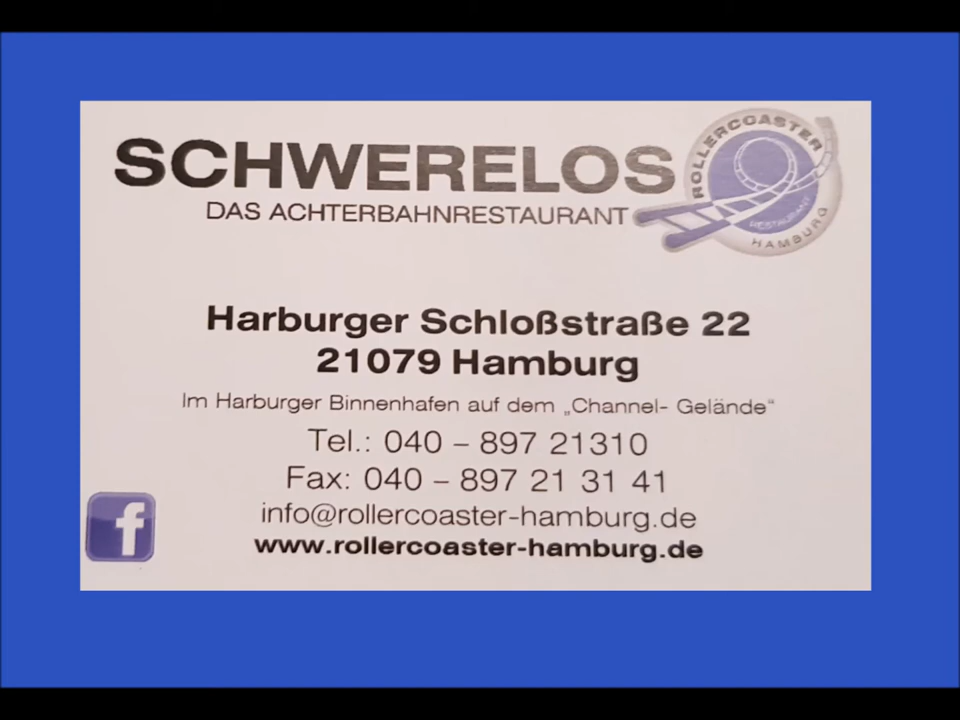 SCHWERELOS
DAS ACHTERBAHNRESTAURANT
ROLLERCOASTER
RESTAURANT
HAMBURG
Harburger Schloßstraße 22
21079 Hamburg
Im Harburger Binnenhafen auf dem „Channel- Gelände“
Tel.: 040 – 897 21310
Fax: 040 – 897 21 31 41
info@rollercoaster-hamburg.de
www.rollercoaster-hamburg.de
f